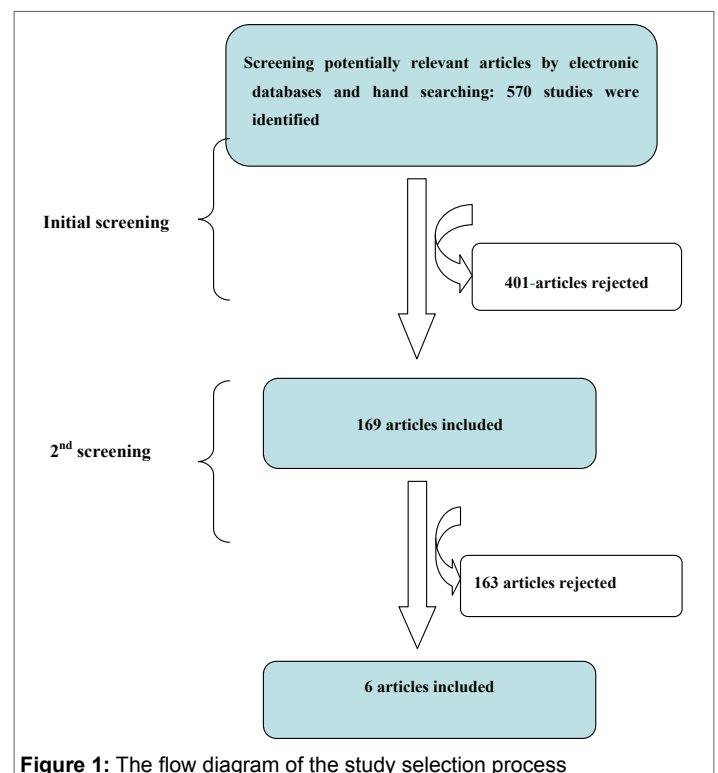 Screening potentially relevant articles by electronic
databases and hand searching: 570 studies were
identified
Initial screening
401-articles rejected
169 articles included
2nd screening
163 articles rejected
6 articles included
Figure 1: The flow diagram of the study selection process